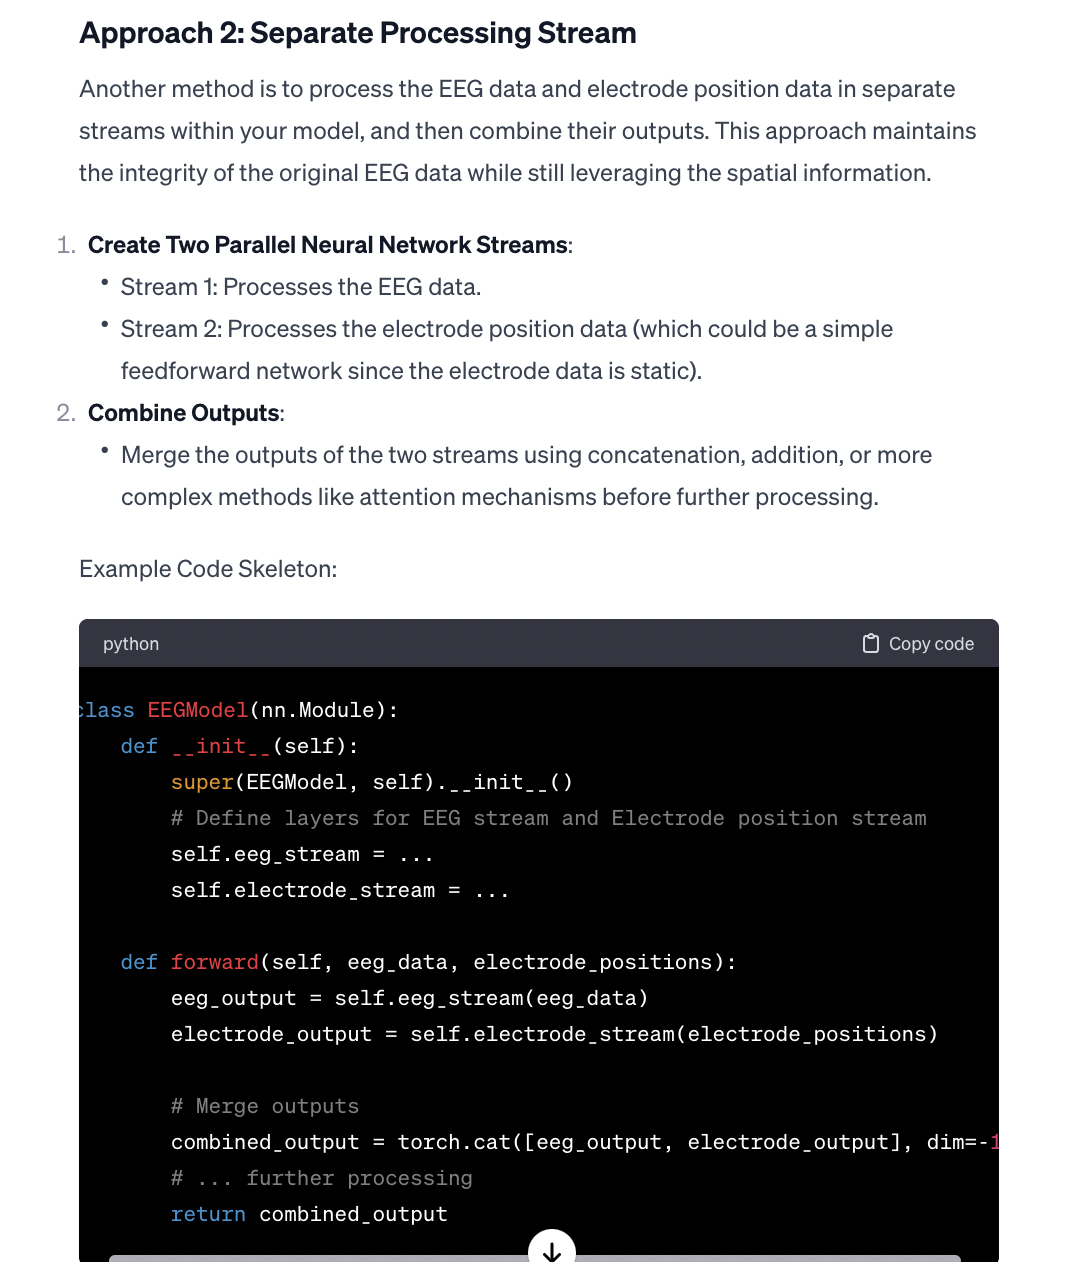 Approach 2: Separate Processing Stream
Another method is to process the EEG data and electrode position data in separate
streams within your model, and then combine their outputs. This approach maintains
the integrity of the original EEG data while still leveraging the spatial information.
1. Create Two Parallel Neural Network Streams:
• Stream 1: Processes the EEG data.
• Stream 2: Processes the electrode position data (which could be a simple
feedforward network since the electrode data is static).
2. Combine Outputs:
• Merge the outputs of the two streams using concatenation, addition, or more
complex methods like attention mechanisms before further processing.
Example Code Skeleton:
python Copy code
class EEGModel(nn.Module):
    def __init__(self):
        super(EEGModel, self).__init__()
        # Define layers for EEG stream and Electrode position stream
        self.eeg_stream = ...
        self.electrode_stream = ...
    def forward(self, eeg_data, electrode_positions):
        eeg_output = self.eeg_stream(eeg_data)
        electrode_output = self.electrode_stream(electrode_positions)
        # Merge outputs
        combined_output = torch.cat([eeg_output, electrode_output], dim=-1
        # ... further processing
        return combined_output